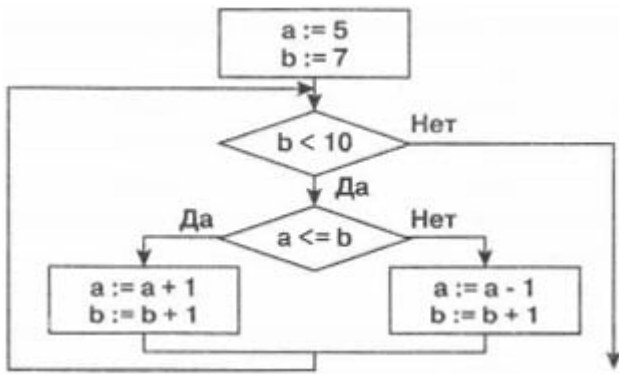 a := 5
b := 7
b < 10
Нет
Да
Да
a <= b
Нет
a := a + 1
b := b + 1
a := a - 1
b := b + 1